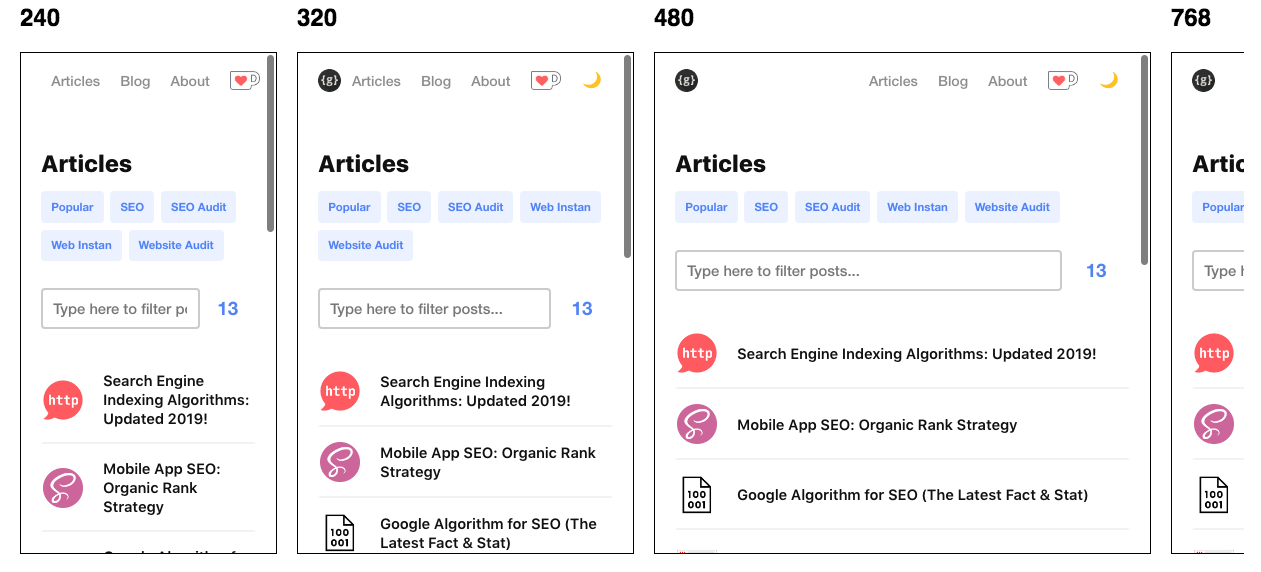 240
Articles Blog About D
Articles
Popular SEO SEO Audit
Web Instan Website Audit
Type here to filter po
13
http
Search Engine
Indexing Algorithms:
Updated 2019!
Mobile App SEO:
Organic Rank
Strategy
320
{g} Articles Blog About D
Articles
Popular SEO SEO Audit Web Instan
Website Audit
Type here to filter posts...
13
http
Search Engine Indexing
Algorithms: Updated 2019!
Mobile App SEO: Organic Rank
Strategy
100
001
Google Algorithm for SEO (The
Latest Fact & Stat)
480
{g} Articles Blog About D
Articles
Popular SEO SEO Audit Web Instan Website Audit
Type here to filter posts...
13
http
Search Engine Indexing Algorithms: Updated 2019!
Mobile App SEO: Organic Rank Strategy
100
001
Google Algorithm for SEO (The Latest Fact & Stat)
768
{g}
Artic
Popular
Type h
http
100
001